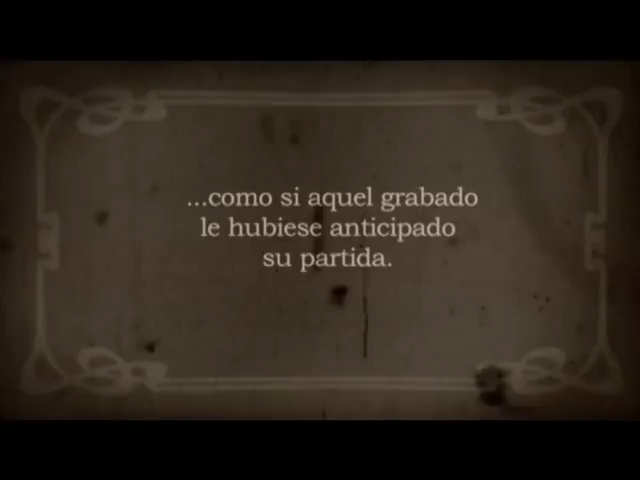 ...como si aquel grabado
le hubiese anticipado
su partida.